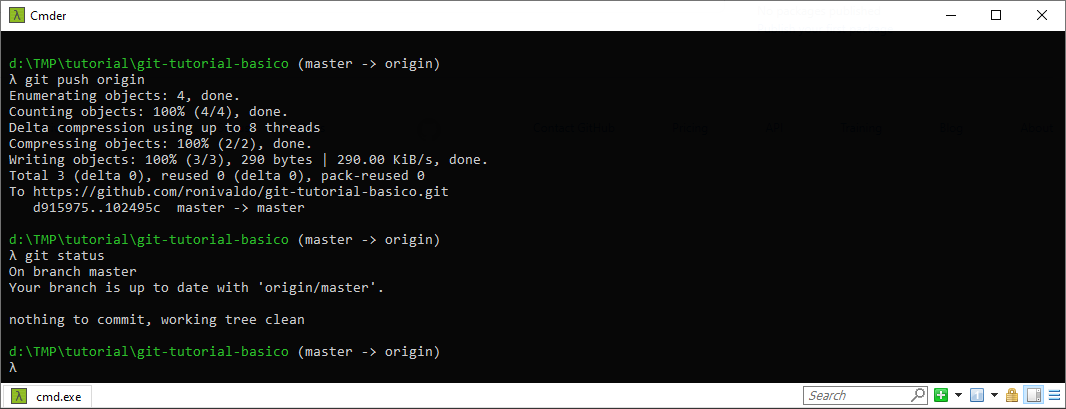 Cmder
d:\TMP\tutorial\git-tutorial-basico (master -> origin)
λ git push origin
Enumerating objects: 4, done.
Counting objects: 100% (4/4), done.
Delta compression using up to 8 threads
Compressing objects: 100% (2/2), done.
Writing objects: 100% (3/3), 290 bytes | 290.00 KiB/s, done.
Total 3 (delta 0), reused 0 (delta 0), pack-reused 0
To https://github.com/ronivaldo/git-tutorial-basico.git
   d915975..102495c  master -> master
d:\TMP\tutorial\git-tutorial-basico (master -> origin)
λ git status
On branch master
Your branch is up to date with 'origin/master'.
nothing to commit, working tree clean
d:\TMP\tutorial\git-tutorial-basico (master -> origin)
λ
λ cmd.exe Search